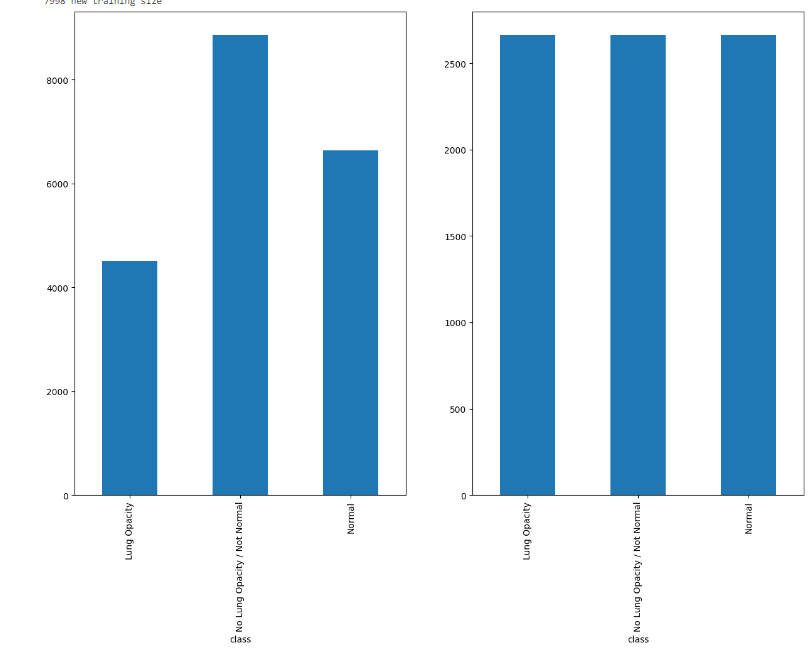 7998 new training size
8000
6000
4000
2000
0
Lung Opacity
No Lung Opacity / Not Normal
Normal
class
2500
2000
1500
1000
500
0
Lung Opacity
No Lung Opacity / Not Normal
Normal
class